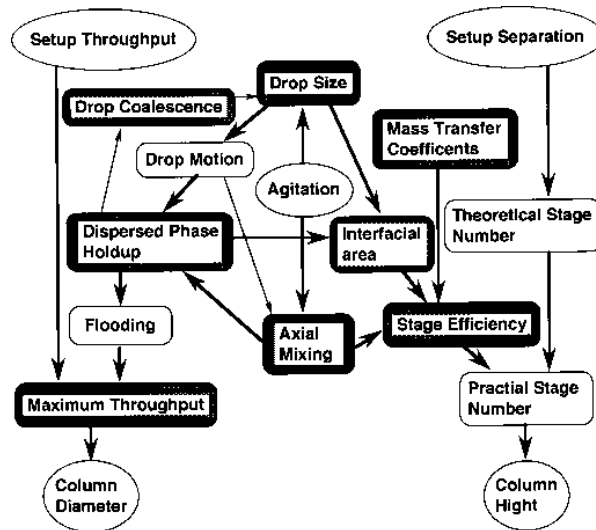 Setup Throughput
Setup Separation
Drop Size
Drop Coalescence
Mass Transfer
Coefficents
Drop Motion
Agitation
Theoretical Stage
Number
Dispersed Phase
Holdup
Interfacial
area
Flooding
Axial
Mixing
Stage Efficiency
Maximum Throughput
Practial Stage
Number
Column
Diameter
Column
Hight